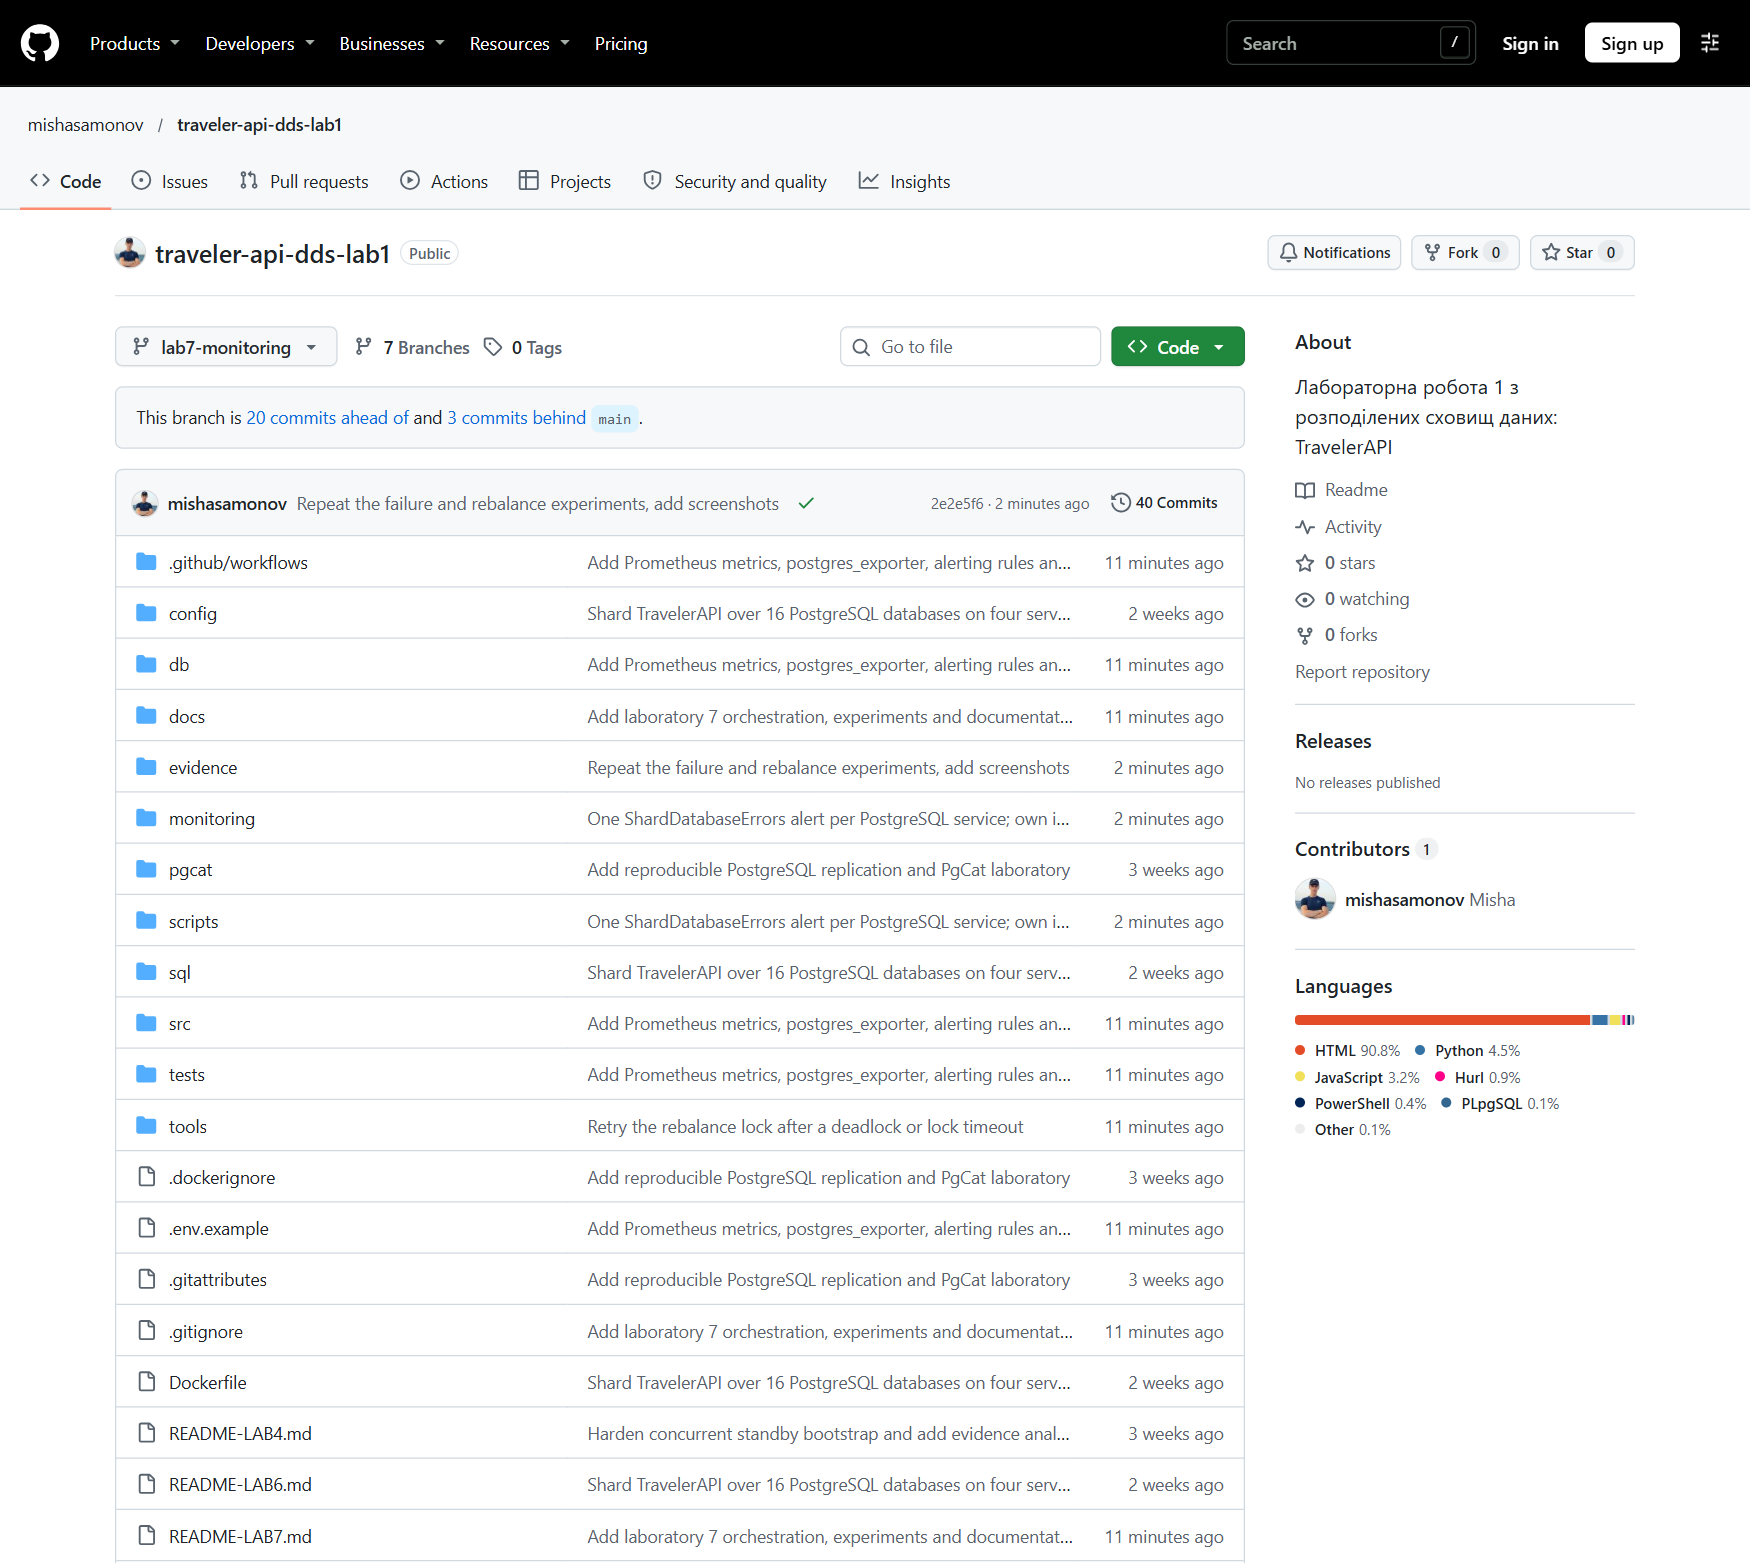 Products Developers Businesses Resources Pricing Search / Sign in Sign up
mishasamonov / traveler-api-dds-lab1
Code Issues Pull requests Actions Projects Security and quality Insights
traveler-api-dds-lab1 Public Notifications Fork 0 Star 0
lab7-monitoring 7 Branches 0 Tags Go to file Code
This branch is 20 commits ahead of and 3 commits behind main.
mishasamonov Repeat the failure and rebalance experiments, add screenshots 2e2e5f6 · 2 minutes ago 40 Commits
.github/workflows Add Prometheus metrics, postgres_exporter, alerting rules an... 11 minutes ago
config Shard TravelerAPI over 16 PostgreSQL databases on four serv... 2 weeks ago
db Add Prometheus metrics, postgres_exporter, alerting rules an... 11 minutes ago
docs Add laboratory 7 orchestration, experiments and documentat... 11 minutes ago
evidence Repeat the failure and rebalance experiments, add screenshots 2 minutes ago
monitoring One ShardDatabaseErrors alert per PostgreSQL service; own i... 2 minutes ago
pgcat Add reproducible PostgreSQL replication and PgCat laboratory 3 weeks ago
scripts One ShardDatabaseErrors alert per PostgreSQL service; own i... 2 minutes ago
sql Shard TravelerAPI over 16 PostgreSQL databases on four serv... 2 weeks ago
src Add Prometheus metrics, postgres_exporter, alerting rules an... 11 minutes ago
tests Add Prometheus metrics, postgres_exporter, alerting rules an... 11 minutes ago
tools Retry the rebalance lock after a deadlock or lock timeout 11 minutes ago
.dockerignore Add reproducible PostgreSQL replication and PgCat laboratory 3 weeks ago
.env.example Add Prometheus metrics, postgres_exporter, alerting rules an... 11 minutes ago
.gitattributes Add reproducible PostgreSQL replication and PgCat laboratory 3 weeks ago
.gitignore Add laboratory 7 orchestration, experiments and documentat... 11 minutes ago
Dockerfile Shard TravelerAPI over 16 PostgreSQL databases on four serv... 2 weeks ago
README-LAB4.md Harden concurrent standby bootstrap and add evidence anal... 3 weeks ago
README-LAB6.md Shard TravelerAPI over 16 PostgreSQL databases on four serv... 2 weeks ago
README-LAB7.md Add laboratory 7 orchestration, experiments and documentat... 11 minutes ago
About
Лабораторна робота 1 з
розподілених сховищ даних:
TravelerAPI
Readme
Activity
0 stars
0 watching
0 forks
Report repository
Releases
No releases published
Contributors 1
mishasamonov Misha
Languages
HTML 90.8% Python 4.5%
JavaScript 3.2% Hurl 0.9%
PowerShell 0.4% PLpgSQL 0.1%
Other 0.1%